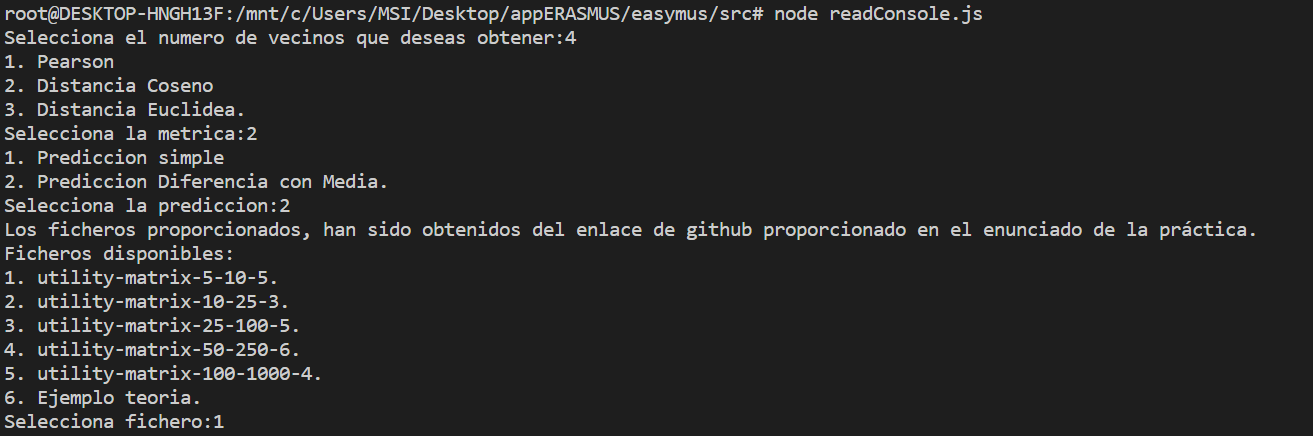 root@DESKTOP-HNGH13F:/mnt/c/Users/MSI/Desktop/appERASMUS/easymus/src# node readConsole.js
Selecciona el numero de vecinos que deseas obtener:4
1. Pearson
2. Distancia Coseno
3. Distancia Euclidea.
Selecciona la metrica:2
1. Prediccion simple
2. Prediccion Diferencia con Media.
Selecciona la prediccion:2
Los ficheros proporcionados, han sido obtenidos del enlace de github proporcionado en el enunciado de la práctica.
Ficheros disponibles:
1. utility-matrix-5-10-5.
2. utility-matrix-10-25-3.
3. utility-matrix-25-100-5.
4. utility-matrix-50-250-6.
5. utility-matrix-100-1000-4.
6. Ejemplo teoria.
Selecciona fichero:1